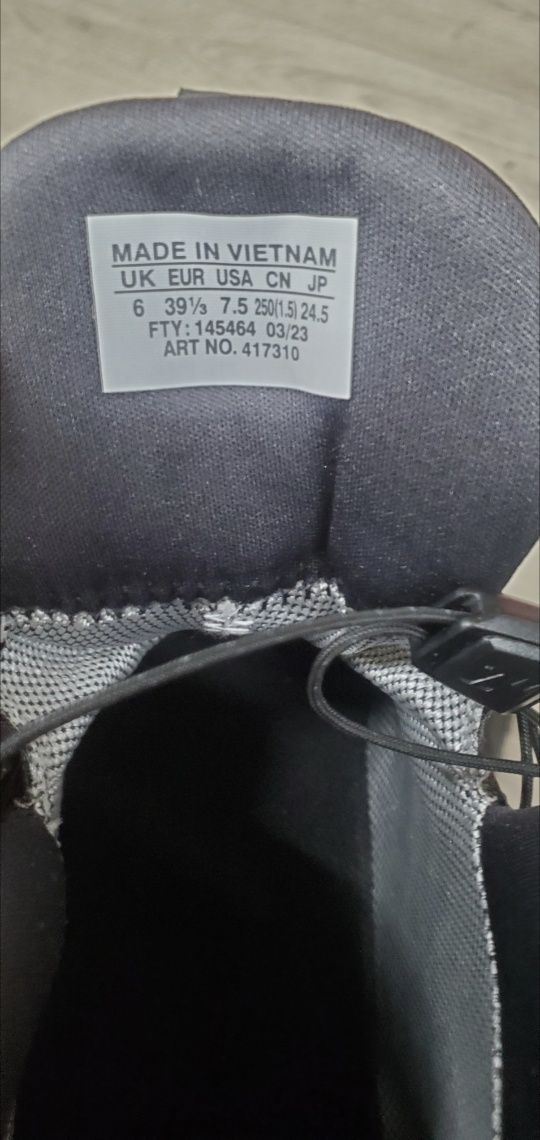 MADE IN VIETNAM
UK EUR USA CN JP
6 39⅓ 7.5 250(1.5) 24.5
FTY: 145464 03/23
ART NO. 417310